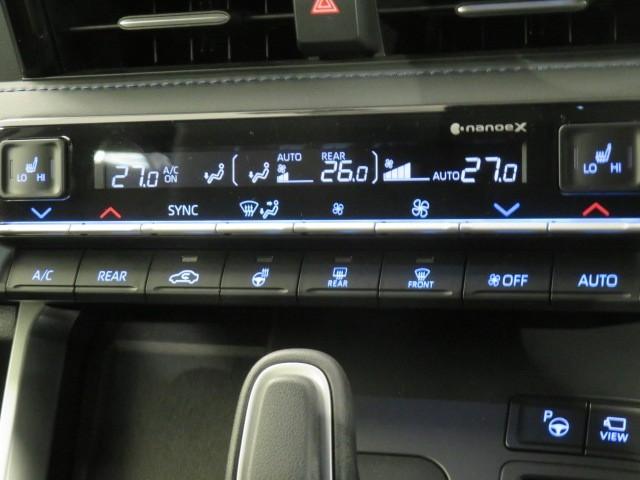 nanoeX
LO HI
27.0 A/C ON
AUTO
REAR 26.0
AUTO 27.0
LO HI
SYNC
A/C
REAR
REAR
FRONT
OFF
AUTO
P
VIEW